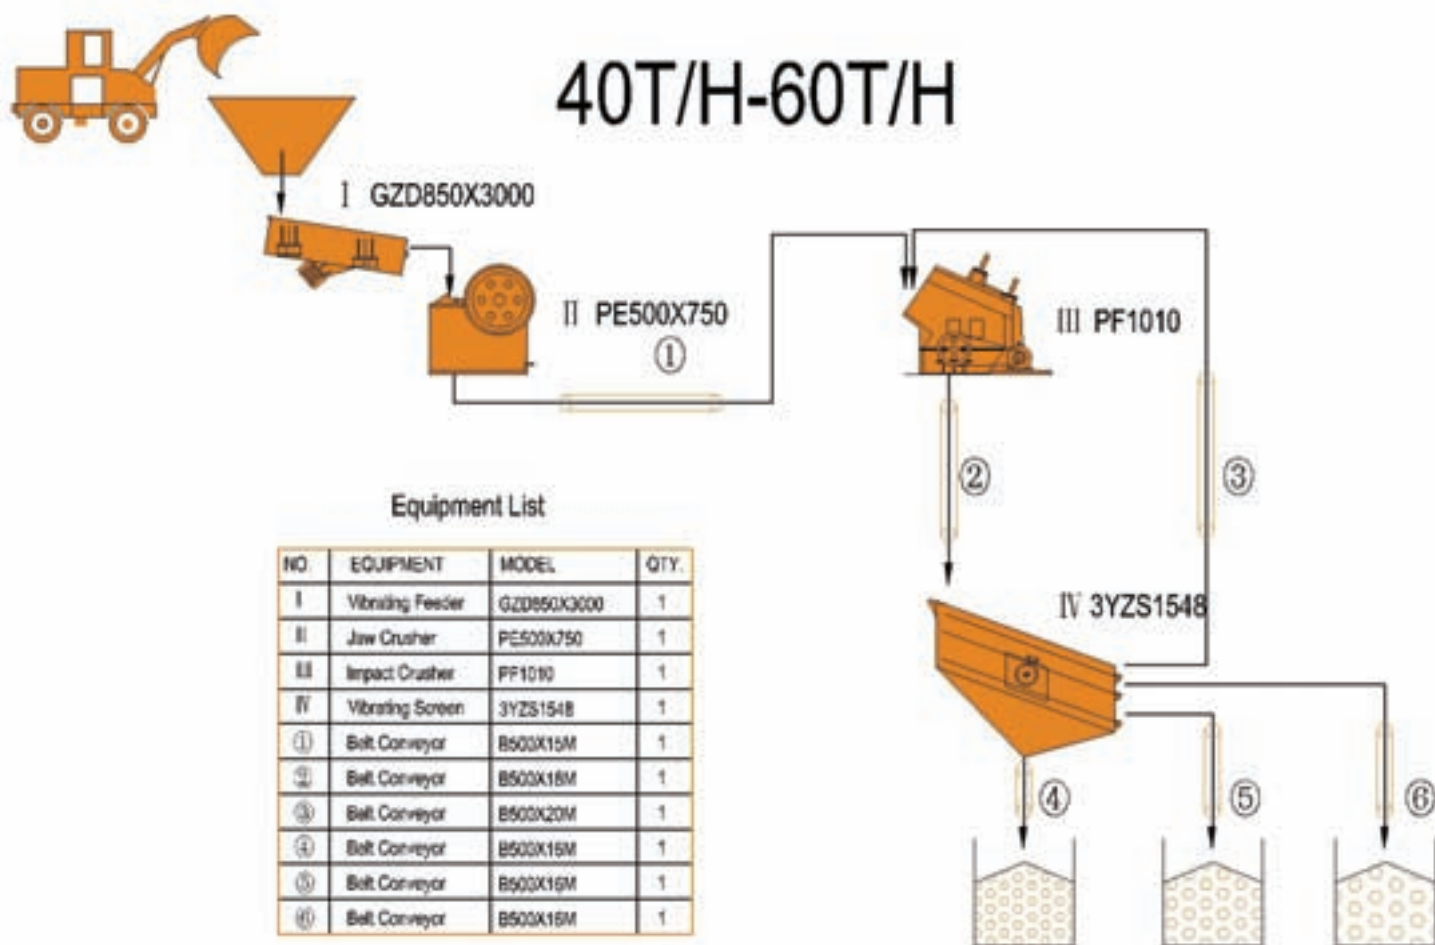 40T/H-60T/H
Ⅰ GZD850X3000
Ⅱ PE500X750
①
Ⅲ PF1010
②
③
Ⅳ 3YZS1548
④
⑤
⑥
Equipment List
NO. EQUIPMENT MODEL QTY.
Ⅰ Vibrating Feeder GZD850X3000 1
Ⅱ Jaw Crusher PE500X750 1
Ⅲ Impact Crusher PF1010 1
Ⅳ Vibrating Screen 3YZS1548 1
① Belt Conveyor B500X15M 1
② Belt Conveyor B500X18M 1
③ Belt Conveyor B500X20M 1
④ Belt Conveyor B500X16M 1
⑤ Belt Conveyor B500X16M 1
⑥ Belt Conveyor B500X16M 1